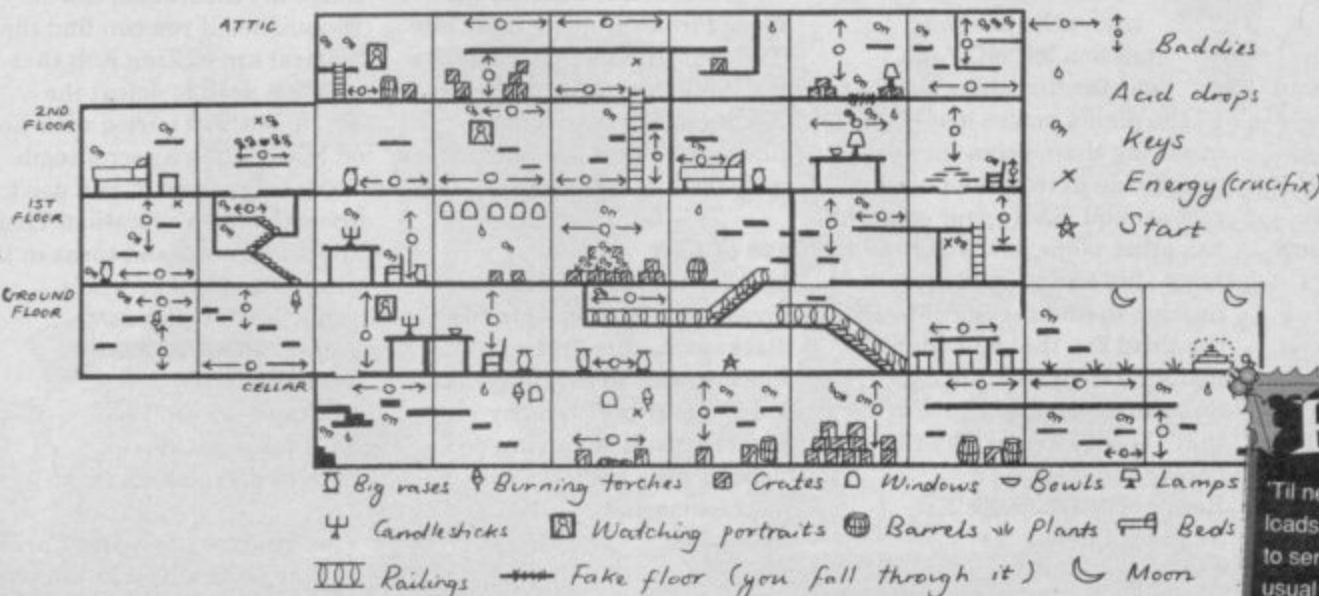 ATTIC
2ND FLOOR
1ST FLOOR
GROUND FLOOR
CELLAR
Baddies
Acid drops
Keys
Energy (crucifix)
Start
Big vases Burning torches Crates Windows Bowls Lamps
Candlesticks Watching portraits Barrels Plants Beds
Railings Fake floor (you fall through it) Moon
'Til ne
loads
to ser
usual